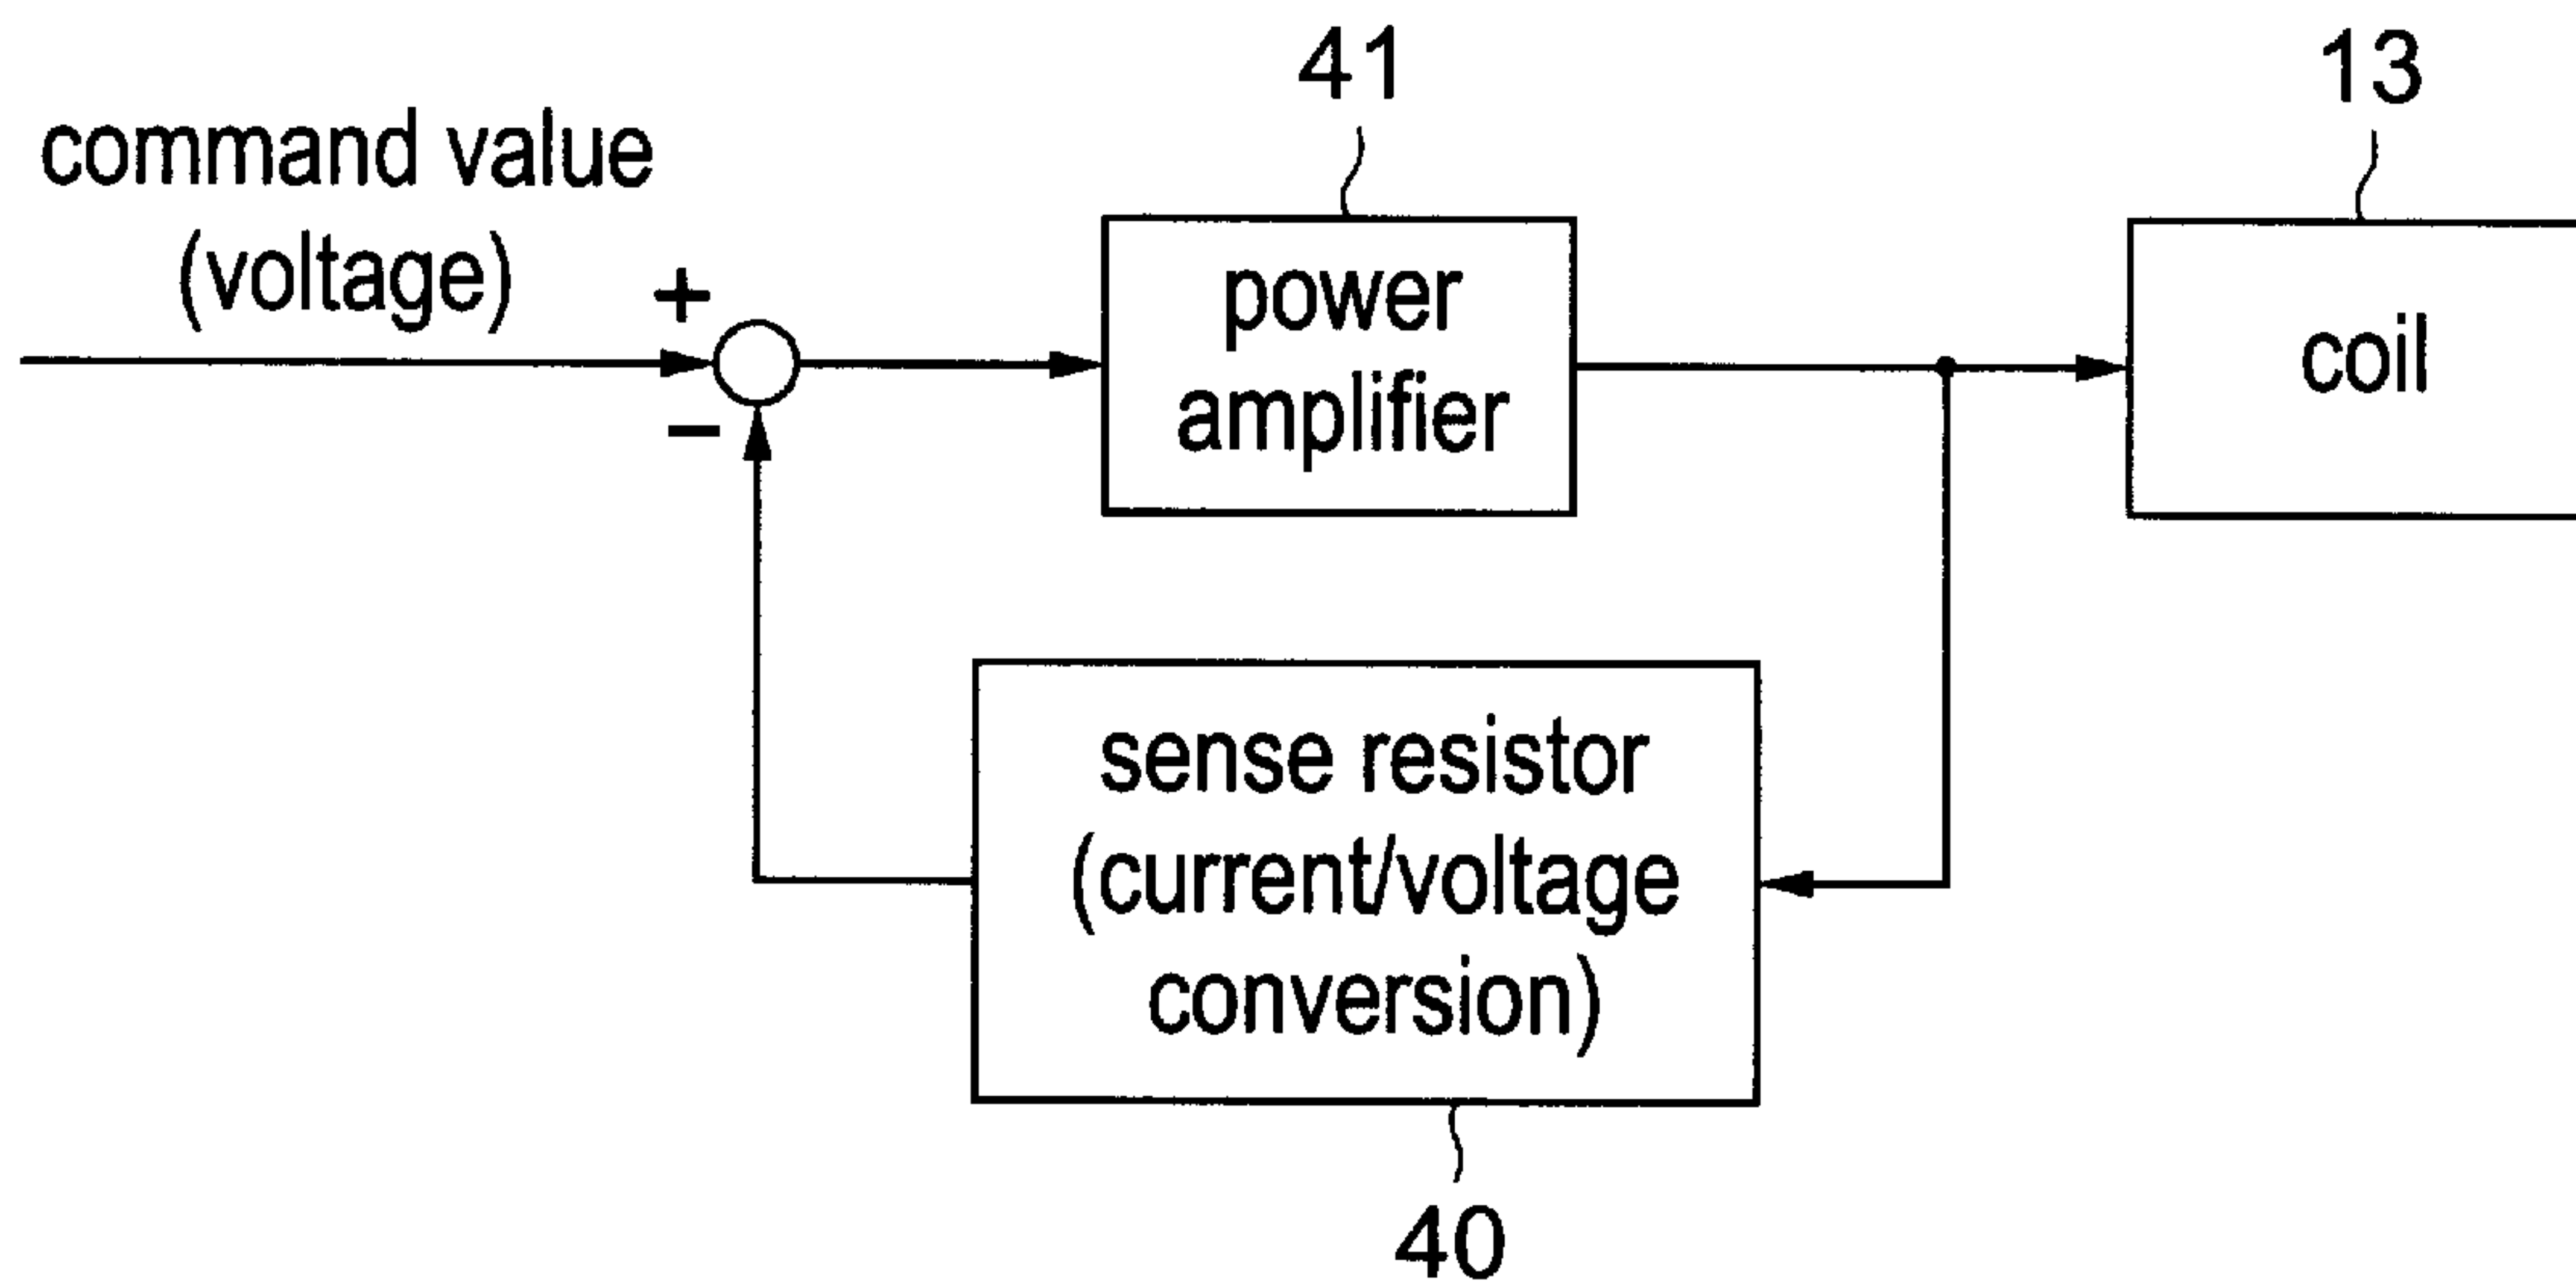 41
13
command value
(voltage)
+
−
power
amplifier
coil
sense resistor
(current/voltage
conversion)
40